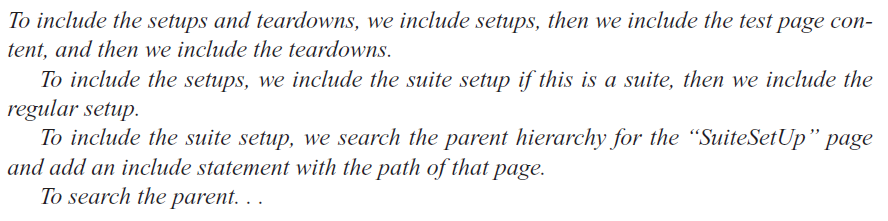 To include the setups and teardowns, we include setups, then we include the test page con-
tent, and then we include the teardowns.
To include the setups, we include the suite setup if this is a suite, then we include the
regular setup.
To include the suite setup, we search the parent hierarchy for the “SuiteSetUp” page
and add an include statement with the path of that page.
To search the parent. . .